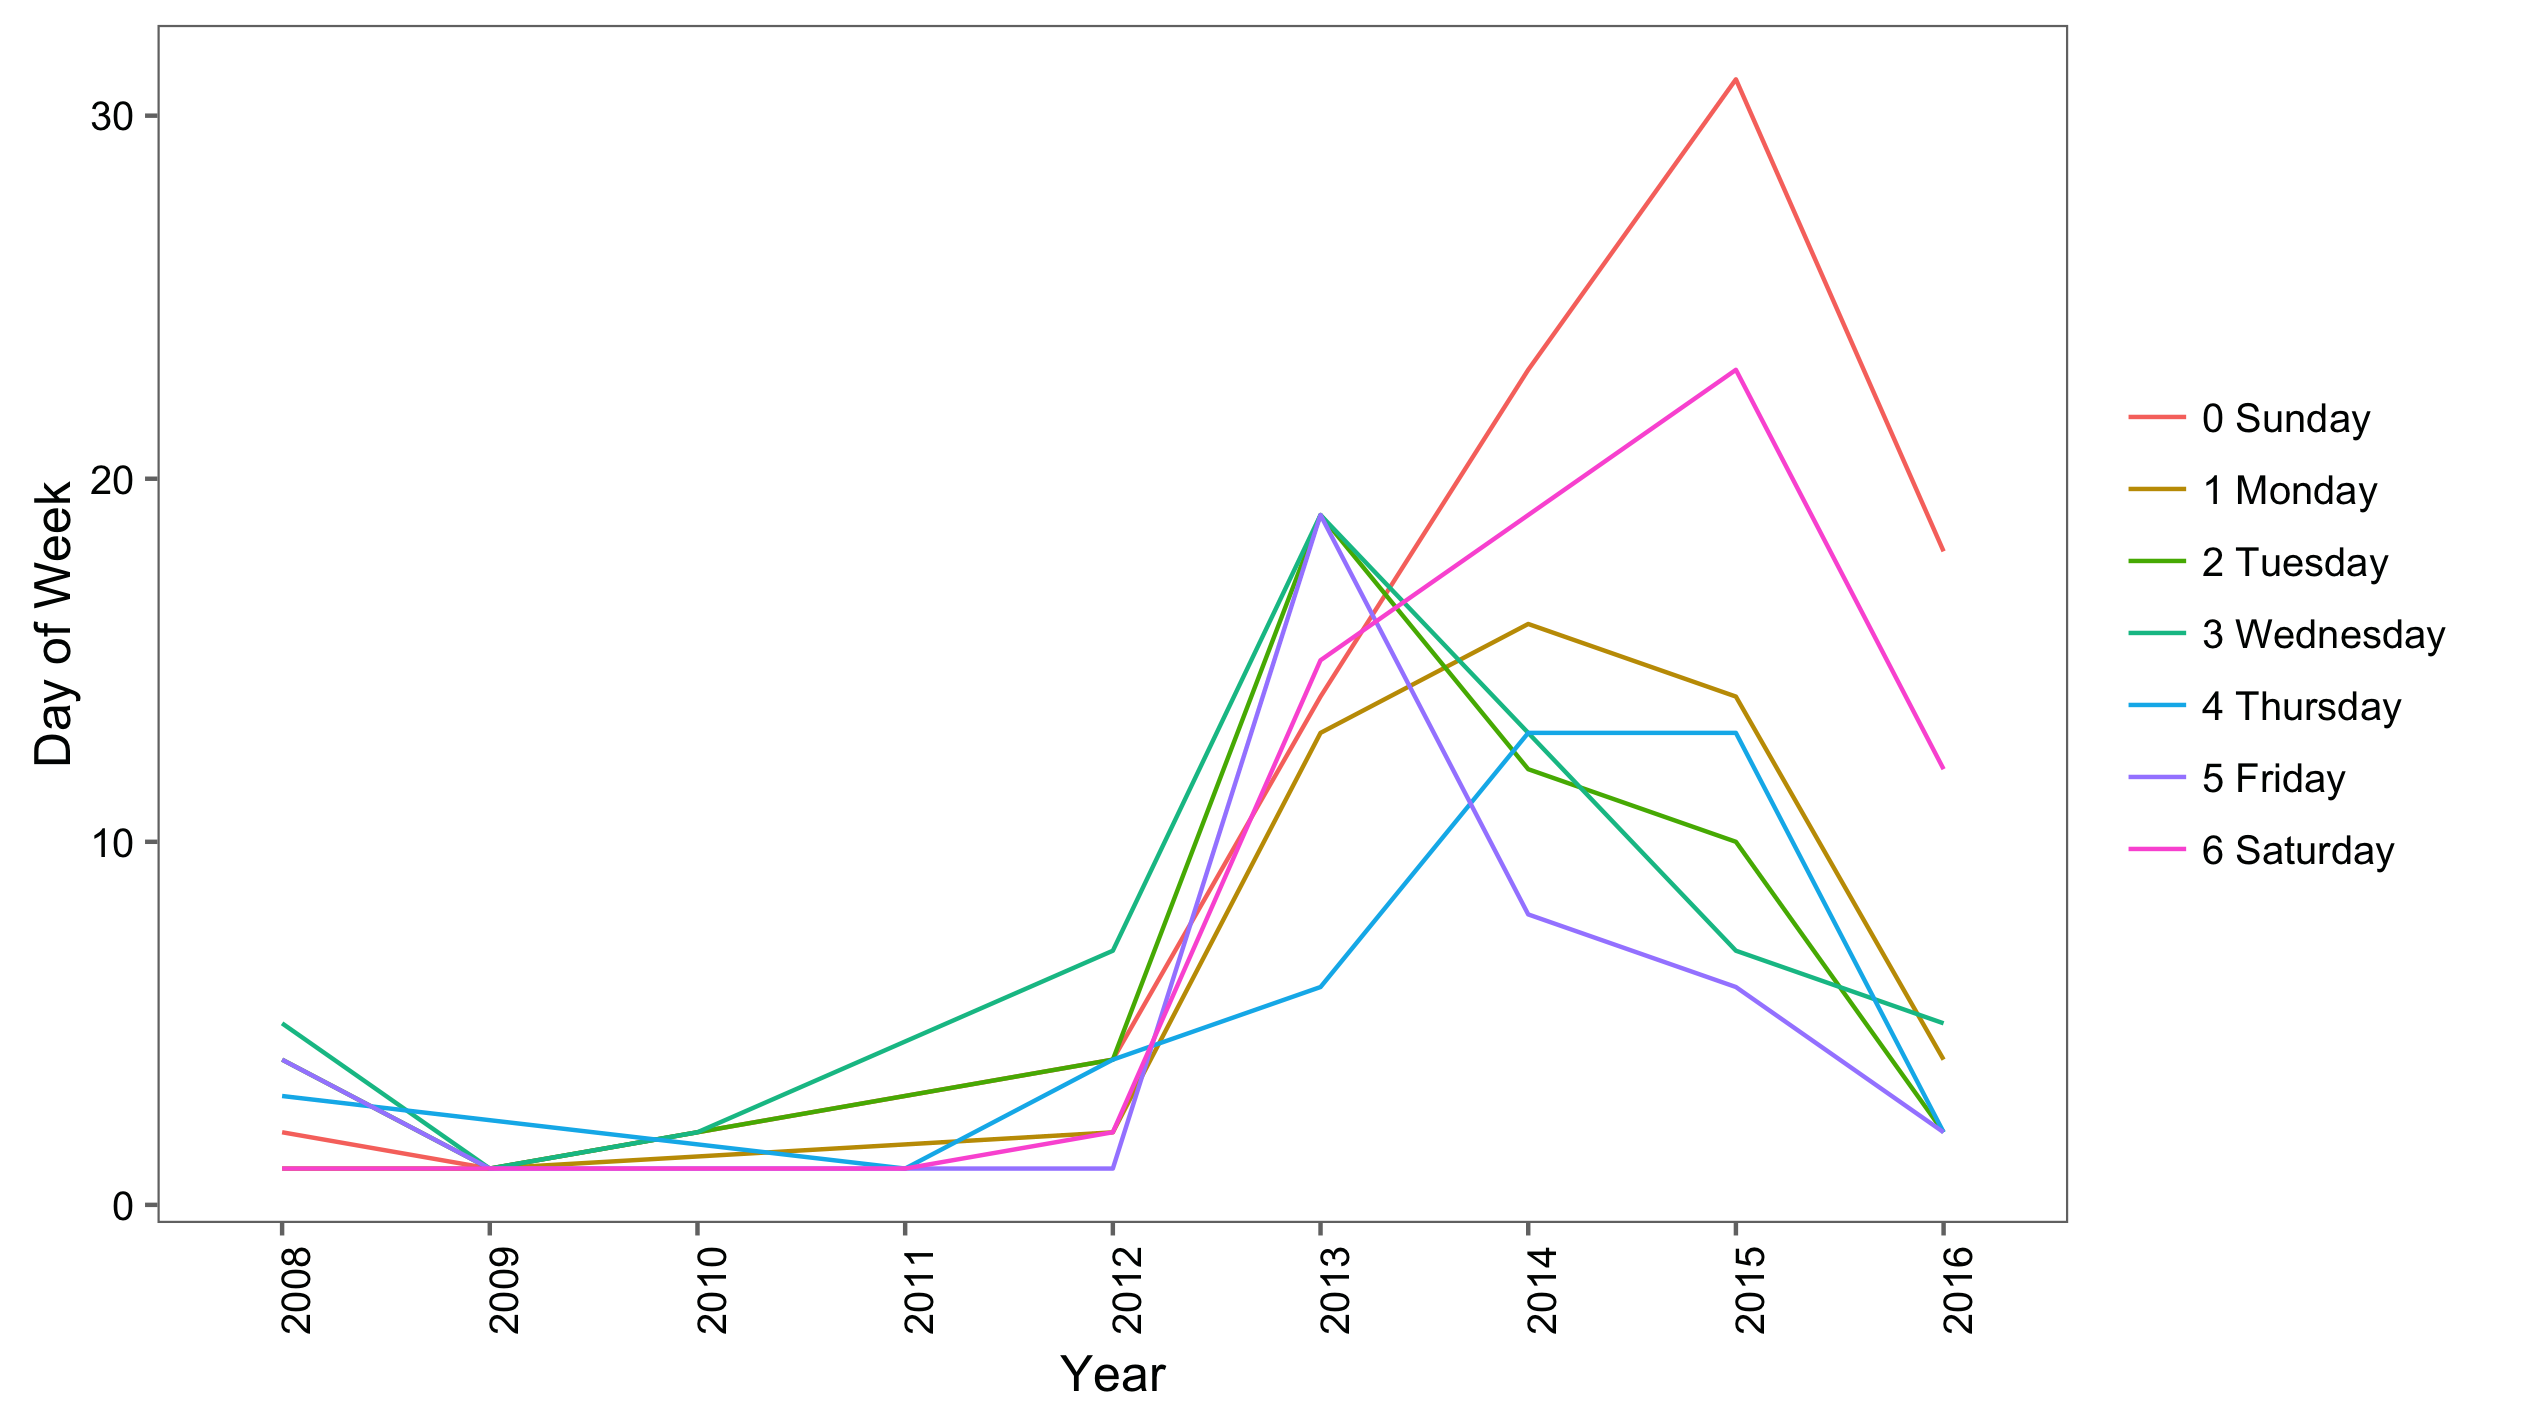 Day of Week
30
20
10
0
2008
2009
2010
2011
2012
2013
2014
2015
2016
Year
0 Sunday
1 Monday
2 Tuesday
3 Wednesday
4 Thursday
5 Friday
6 Saturday